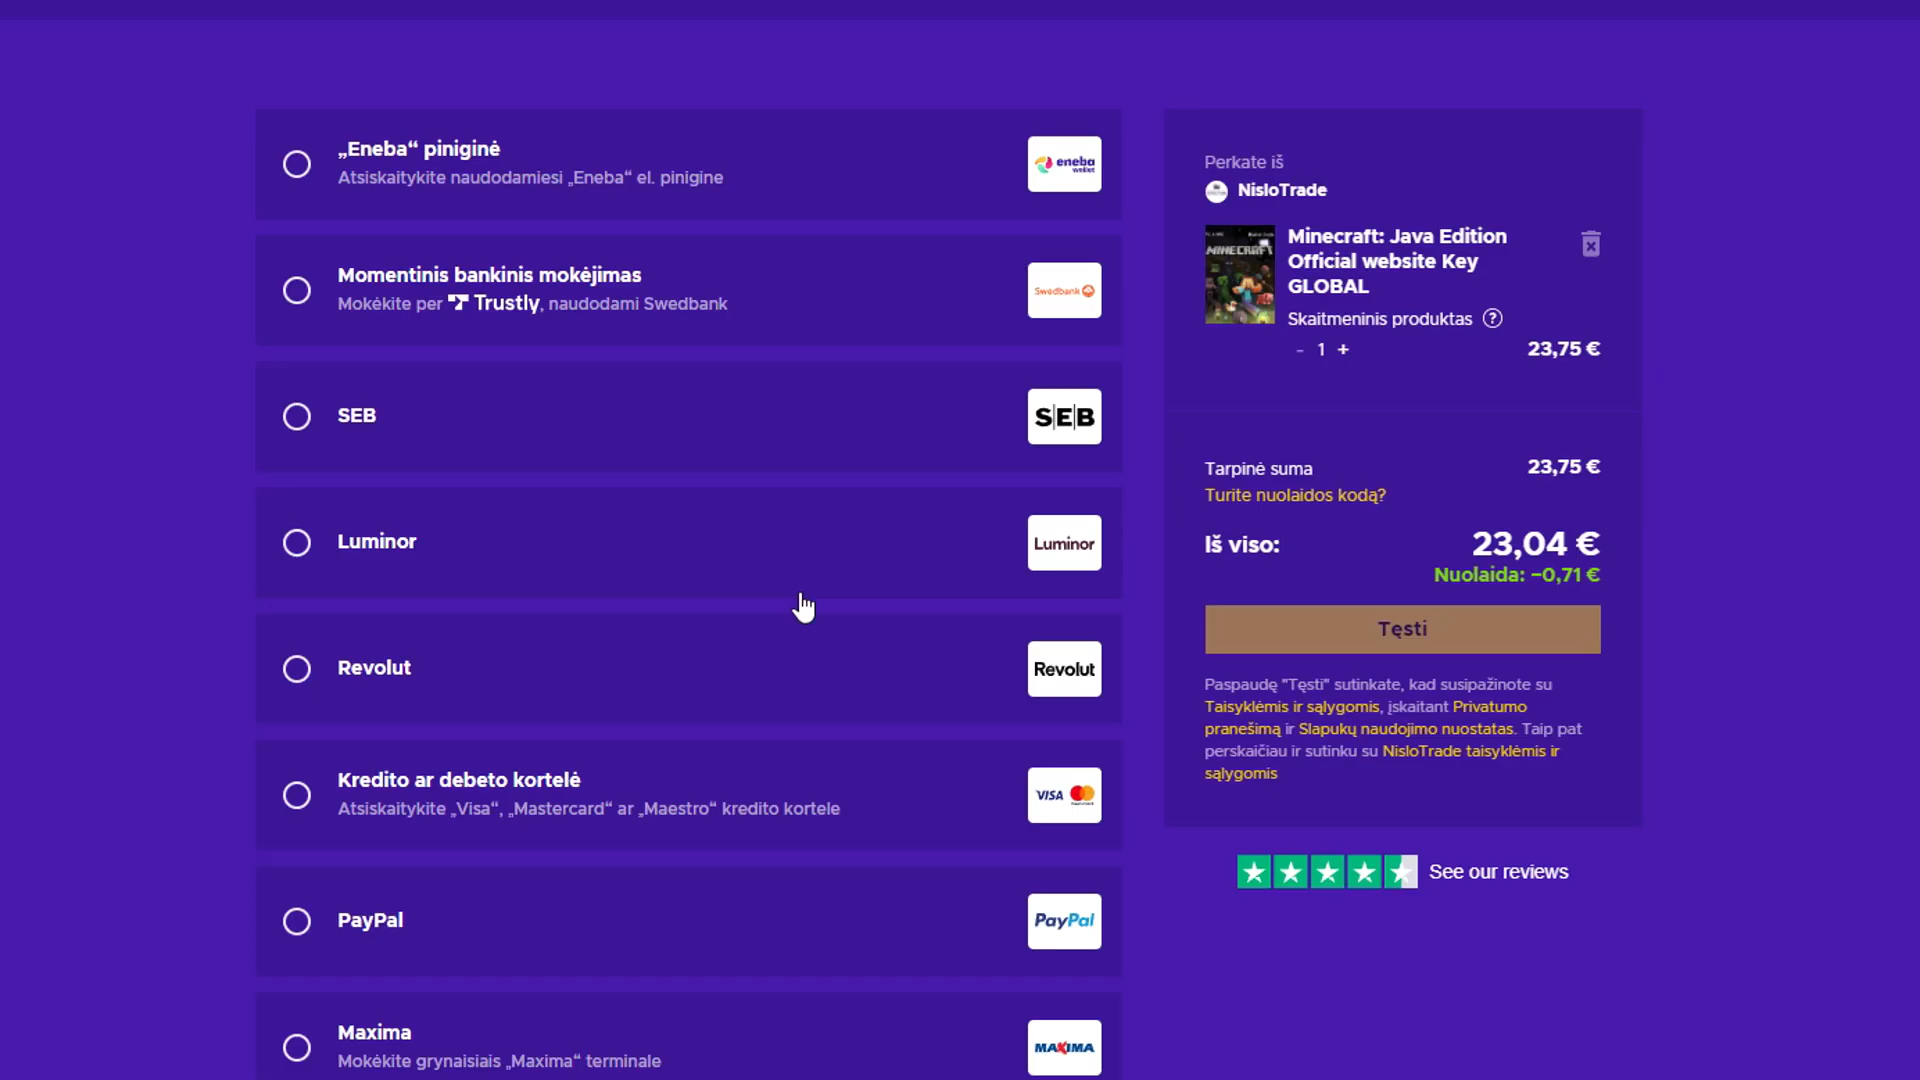 „Eneba“ piniginė
Atsiskaitykite naudodamiesi „Eneba“ el. pinigine
eneba
wallet
Momentinis bankinis mokėjimas
Mokėkite per Trustly, naudodami Swedbank
Swedbank
SEB
SEB
Luminor
Luminor
Revolut
Revolut
Kredito ar debeto kortelė
Atsiskaitykite „Visa“, „Mastercard“ ar „Maestro“ kredito kortele
VISA
PayPal
PayPal
Maxima
Mokėkite grynaisiais „Maxima“ terminale
MAXIMA
Perkate iš
NisloTrade
MINECRAFT
Minecraft: Java Edition
Official website Key
GLOBAL
Skaitmeninis produktas ?
- 1 +
23,75 €
Tarpinė suma
23,75 €
Turite nuolaidos kodą?
Iš viso:
23,04 €
Nuolaida: −0,71 €
Tęsti
Paspaudę "Tęsti" sutinkate, kad susipažinote su
Taisyklėmis ir sąlygomis, įskaitant Privatumo
pranešimą ir Slapukų naudojimo nuostatas. Taip pat
perskaičiau ir sutinku su NisloTrade taisyklėmis ir
sąlygomis
See our reviews